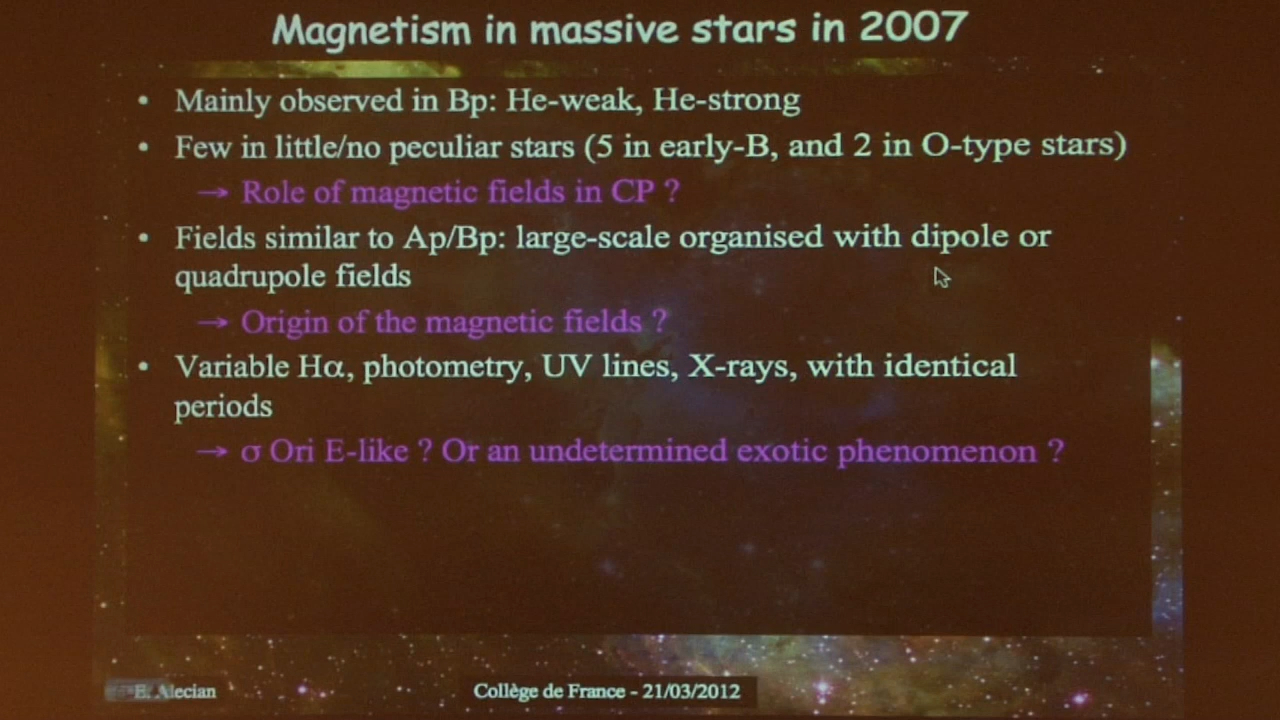 Magnetism in massive stars in 2007
• Mainly observed in Bp: He-weak, He-strong
• Few in little/no peculiar stars (5 in early-B, and 2 in O-type stars)
→ Role of magnetic fields in CP ?
• Fields similar to Ap/Bp: large-scale organised with dipole or
quadrupole fields
→ Origin of the magnetic fields ?
• Variable Hα, photometry, UV lines, X-rays, with identical
periods
→ σ Ori E-like ? Or an undetermined exotic phenomenon ?
E. Alecian
Collège de France - 21/03/2012